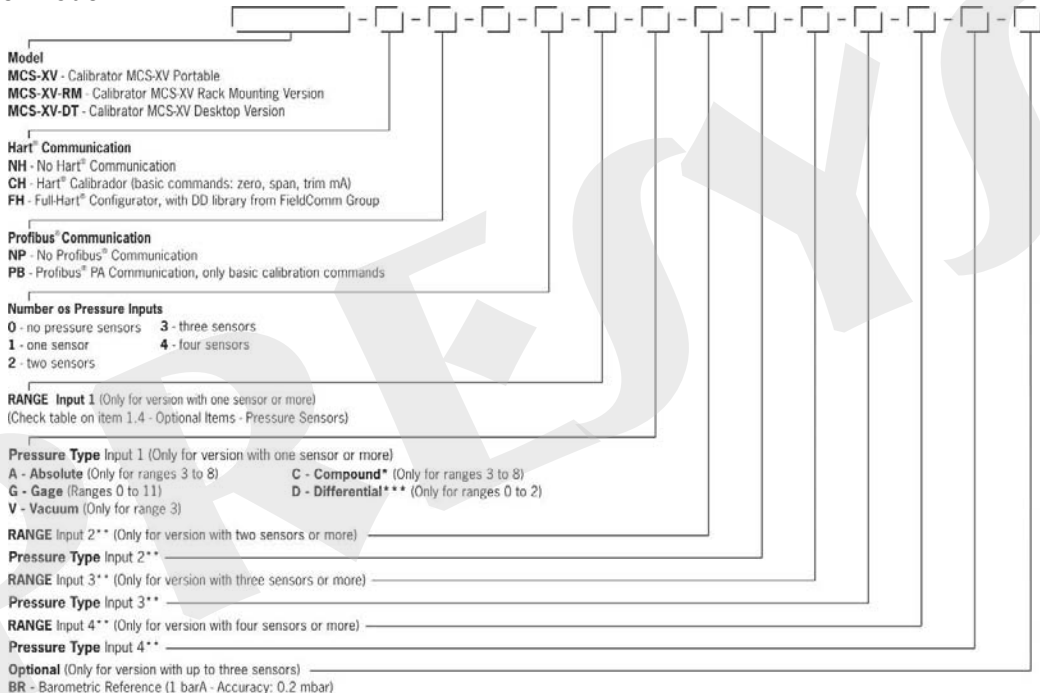 Model
MCS-XV - Calibrator MCS-XV Portable
MCS-XV-RM - Calibrator MCS-XV Rack Mounting Version
MCS-XV-DT - Calibrator MCS-XV Desktop Version
Hart® Communication
NH - No Hart® Communication
CH - Hart® Calibrador (basic commands: zero, span, trim mA)
FH - Full-Hart® Configurator, with DD library from FieldComm Group
Profibus® Communication
NP - No Profibus® Communication
PB - Profibus® PA Communication, only basic calibration commands
Number os Pressure Inputs
0 - no pressure sensors 3 - three sensors
1 - one sensor 4 - four sensors
2 - two sensors
RANGE Input 1 (Only for version with one sensor or more)
(Check table on item 1.4 - Optional Items - Pressure Sensors)
Pressure Type Input 1 (Only for version with one sensor or more)
A - Absolute (Only for ranges 3 to 8) C - Compound* (Only for ranges 3 to 8)
G - Gage (Ranges 0 to 11) D - Differential*** (Only for ranges 0 to 2)
V - Vacuum (Only for range 3)
RANGE Input 2** (Only for version with two sensors or more)
Pressure Type Input 2**
RANGE Input 3** (Only for version with three sensors or more)
Pressure Type Input 3**
RANGE Input 4** (Only for version with four sensors or more)
Pressure Type Input 4**
Optional (Only for version with up to three sensors)
BR - Barometric Reference (1 barA - Accuracy: 0.2 mbar)
PRESYS